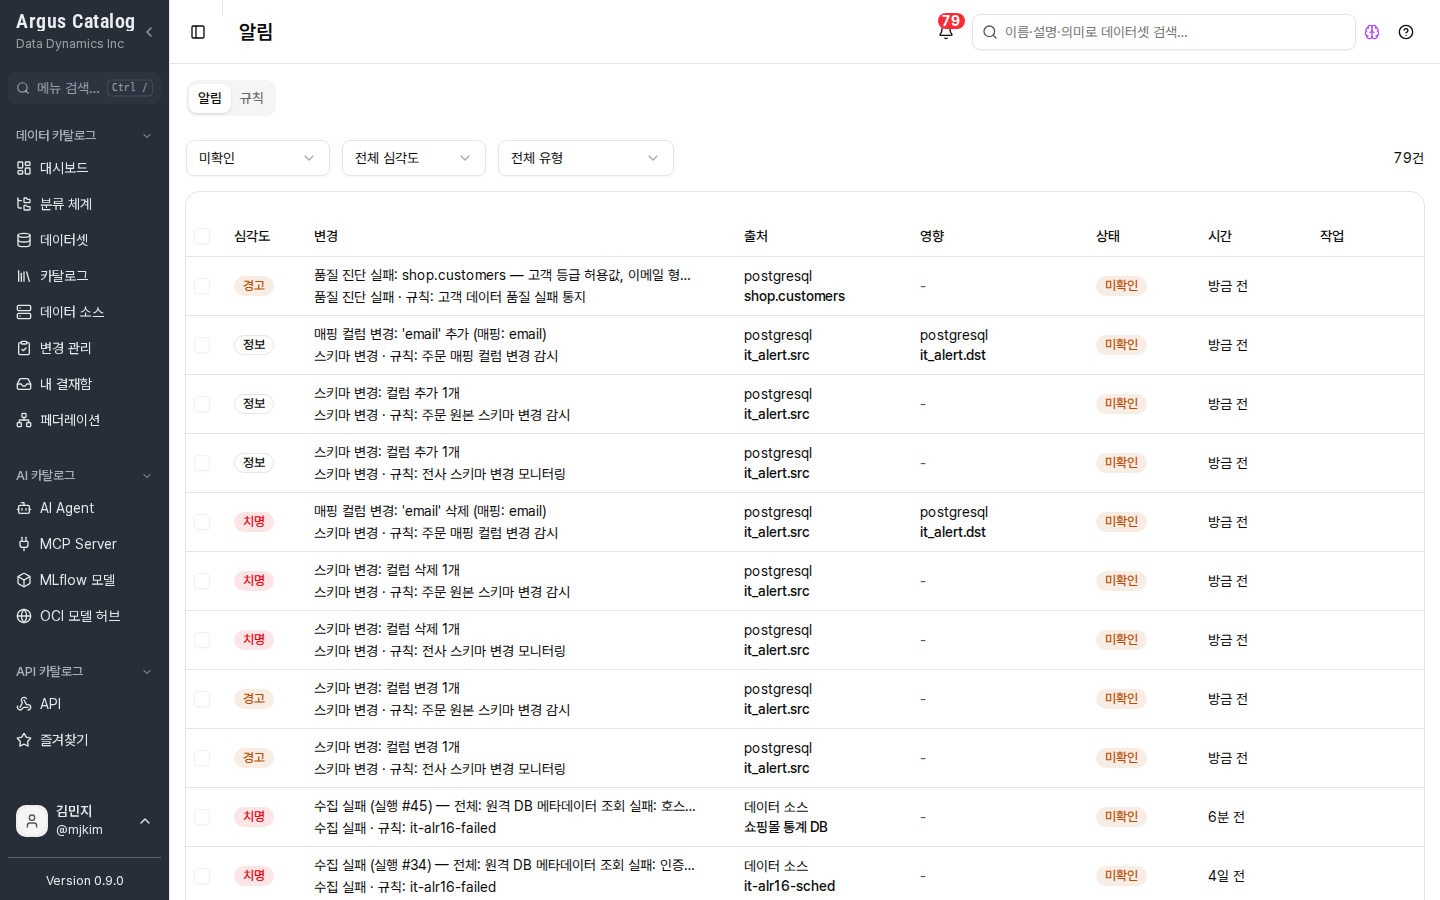 Argus Catalog
Data Dynamics Inc
메뉴 검색...
Ctrl /
데이터 카탈로그
대시보드
분류 체계
데이터셋
카탈로그
데이터 소스
변경 관리
내 결재함
페더레이션
AI 카탈로그
AI Agent
MCP Server
MLflow 모델
OCI 모델 허브
API 카탈로그
API
즐겨찾기
김민지
@mjkim
Version 0.9.0
알림
79
이름·설명·의미로 데이터셋 검색...
알림
규칙
미확인
전체 심각도
전체 유형
79건
심각도 변경 출처 영향 상태 시간 작업
경고
품질 진단 실패: shop.customers — 고객 등급 허용값, 이메일 형...
품질 진단 실패 · 규칙: 고객 데이터 품질 실패 통지
postgresql
shop.customers
-
미확인
방금 전
정보
매핑 컬럼 변경: 'email' 추가 (매핑: email)
스키마 변경 · 규칙: 주문 매핑 컬럼 변경 감시
postgresql
it_alert.src
postgresql
it_alert.dst
미확인
방금 전
정보
스키마 변경: 컬럼 추가 1개
스키마 변경 · 규칙: 주문 원본 스키마 변경 감시
postgresql
it_alert.src
-
미확인
방금 전
정보
스키마 변경: 컬럼 추가 1개
스키마 변경 · 규칙: 전사 스키마 변경 모니터링
postgresql
it_alert.src
-
미확인
방금 전
치명
매핑 컬럼 변경: 'email' 삭제 (매핑: email)
스키마 변경 · 규칙: 주문 매핑 컬럼 변경 감시
postgresql
it_alert.src
postgresql
it_alert.dst
미확인
방금 전
치명
스키마 변경: 컬럼 삭제 1개
스키마 변경 · 규칙: 주문 원본 스키마 변경 감시
postgresql
it_alert.src
-
미확인
방금 전
치명
스키마 변경: 컬럼 삭제 1개
스키마 변경 · 규칙: 전사 스키마 변경 모니터링
postgresql
it_alert.src
-
미확인
방금 전
경고
스키마 변경: 컬럼 변경 1개
스키마 변경 · 규칙: 주문 원본 스키마 변경 감시
postgresql
it_alert.src
-
미확인
방금 전
경고
스키마 변경: 컬럼 변경 1개
스키마 변경 · 규칙: 전사 스키마 변경 모니터링
postgresql
it_alert.src
-
미확인
방금 전
치명
수집 실패 (실행 #45) — 전체: 원격 DB 메타데이터 조회 실패: 호스...
수집 실패 · 규칙: it-alr16-failed
데이터 소스
쇼핑몰 통계 DB
-
미확인
6분 전
치명
수집 실패 (실행 #34) — 전체: 원격 DB 메타데이터 조회 실패: 인증...
수집 실패 · 규칙: it-alr16-failed
데이터 소스
it-alr16-sched
-
미확인
4일 전